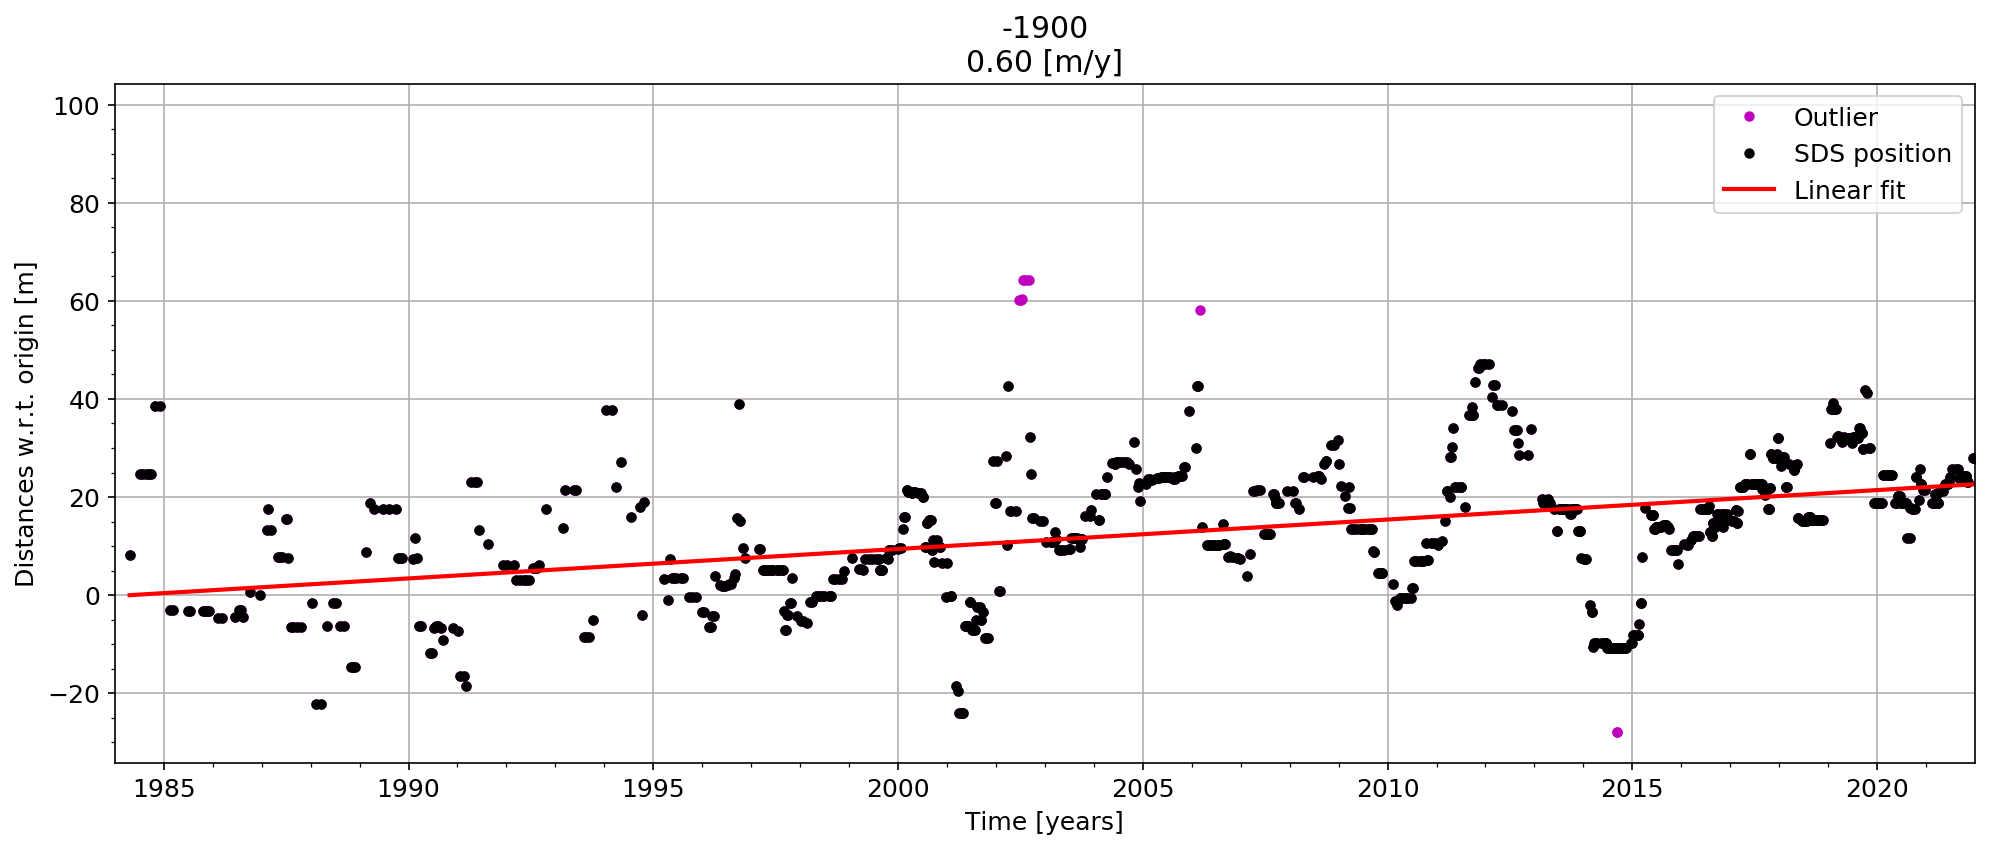 -1900
0.60 [m/y]
Distances w.r.t. origin [m]
100
80
60
40
20
0
−20
Outlier
SDS position
Linear fit
1985 1990 1995 2000 2005 2010 2015 2020
Time [years]